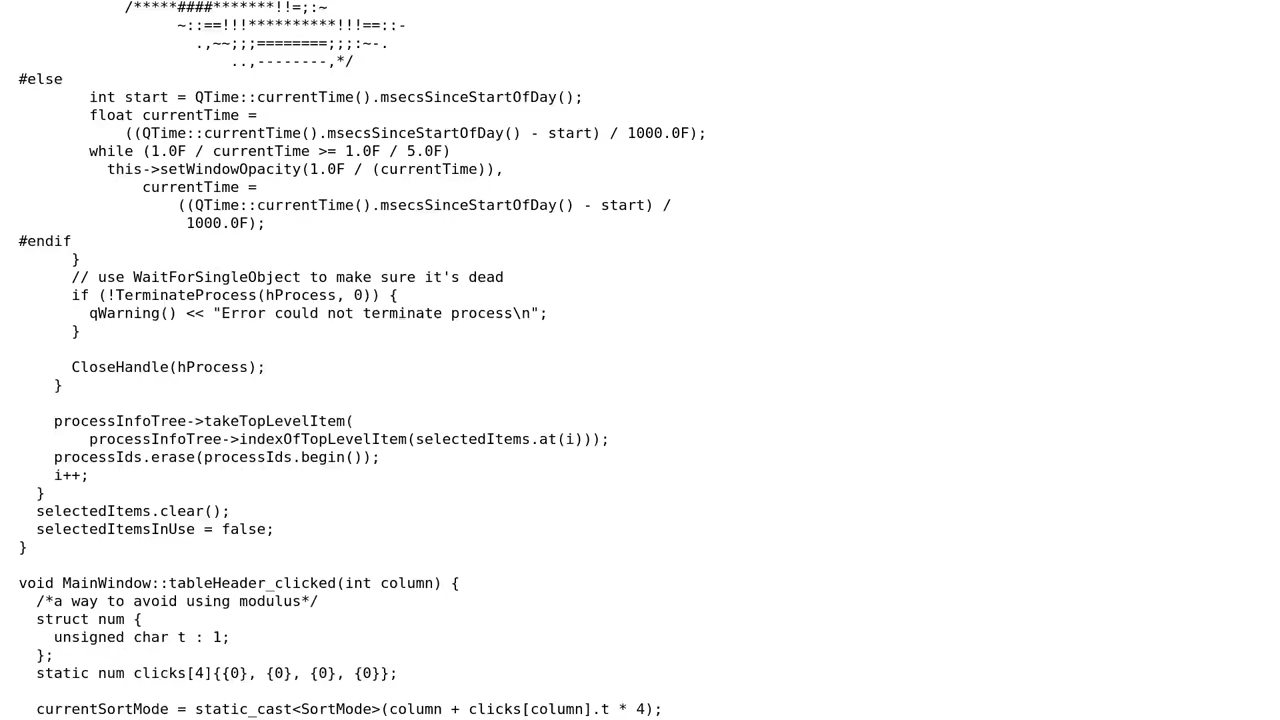 /*****####*******!!=;:~
~::==!!!**********!!!==::-
.,~~;;;========;;;:~-.
..,--------,*/
#else
int start = QTime::currentTime().msecsSinceStartOfDay();
float currentTime =
((QTime::currentTime().msecsSinceStartOfDay() - start) / 1000.0F);
while (1.0F / currentTime >= 1.0F / 5.0F)
this->setWindowOpacity(1.0F / (currentTime)),
currentTime =
((QTime::currentTime().msecsSinceStartOfDay() - start) /
1000.0F);
#endif
}
// use WaitForSingleObject to make sure it's dead
if (!TerminateProcess(hProcess, 0)) {
qWarning() << "Error could not terminate process\n";
}
CloseHandle(hProcess);
}
processInfoTree->takeTopLevelItem(
processInfoTree->indexOfTopLevelItem(selectedItems.at(i)));
processIds.erase(processIds.begin());
i++;
}
selectedItems.clear();
selectedItemsInUse = false;
}
void MainWindow::tableHeader_clicked(int column) {
/*a way to avoid using modulus*/
struct num {
unsigned char t : 1;
};
static num clicks[4]{{0}, {0}, {0}, {0}};
currentSortMode = static_cast<SortMode>(column + clicks[column].t * 4);